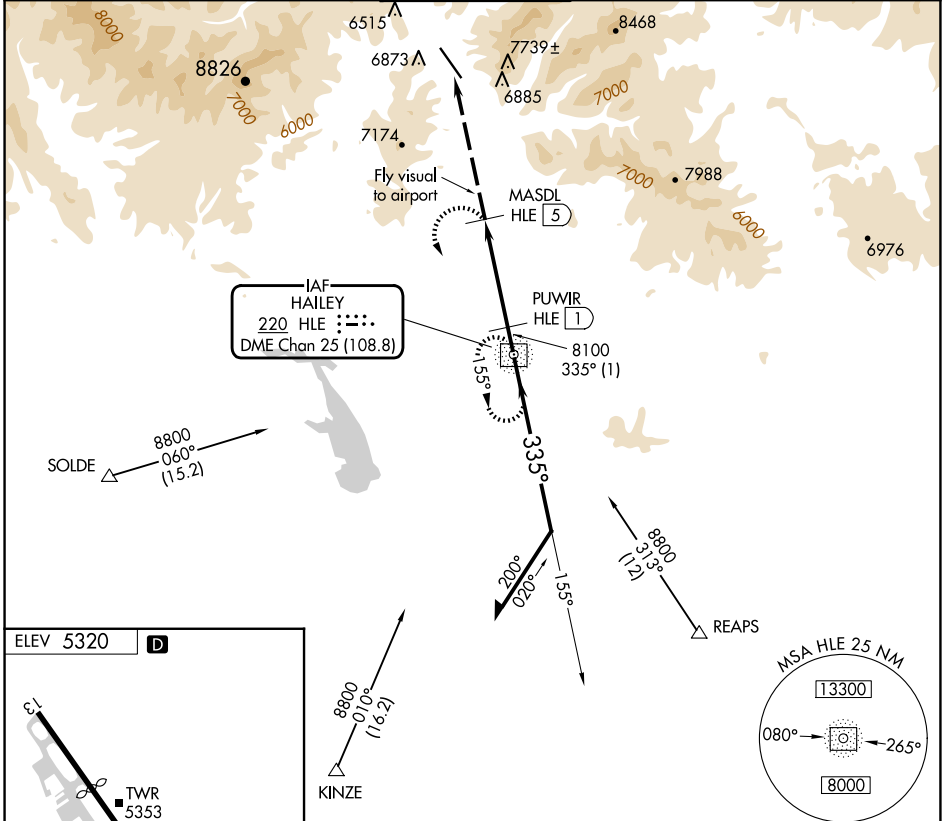 8000
6515
8468
6873
7739±
8826
6885
7000
7000
6000
7174
7000
7988
Fly visual
to airport
MASDL
HLE 5
6000
6976
IAF
HAILEY
220 HLE
DME Chan 25 (108.8)
PUWIR
HLE 1
8100
335° (1)
155°
8800
060°
(15.2)
SOLDE
335°
8800
313°
(12)
200°
020°
155°
REAPS
ELEV 5320 D
MSA HLE 25 NM
13300
080°
265°
8000
8800
010°
(16.2)
KINZE
13
TWR
5353